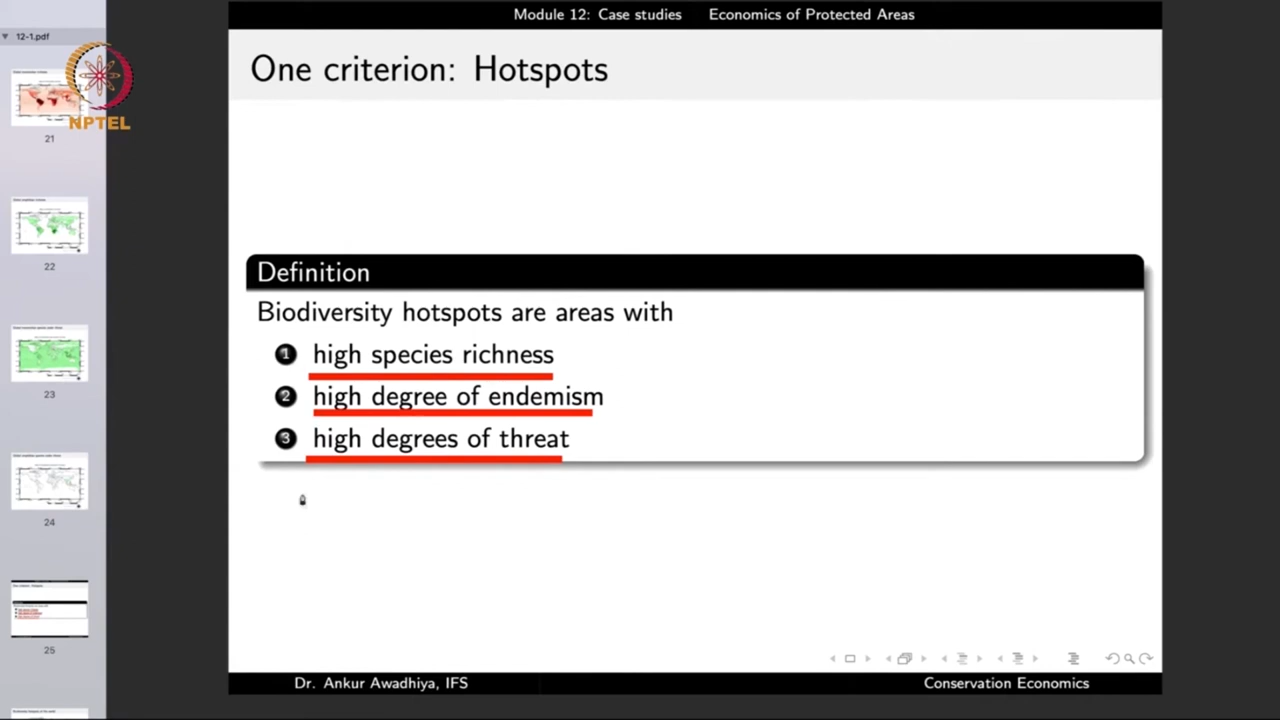 Module 12: Case studies Economics of Protected Areas
12-1.pdf
NPTEL
21
22
23
24
25
One criterion: Hotspots
Definition
Biodiversity hotspots are areas with
1 high species richness
2 high degree of endemism
3 high degrees of threat
Dr. Ankur Awadhiya, IFS Conservation Economics